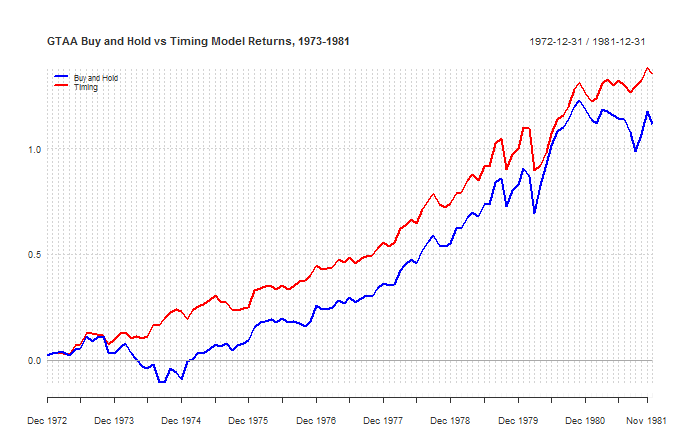 GTAA Buy and Hold vs Timing Model Returns, 1973-1981
1972-12-31 / 1981-12-31
Buy and Hold
Timing
1.0
0.5
0.0
Dec 1972 Dec 1973 Dec 1974 Dec 1975 Dec 1976 Dec 1977 Dec 1978 Dec 1979 Dec 1980 Nov 1981